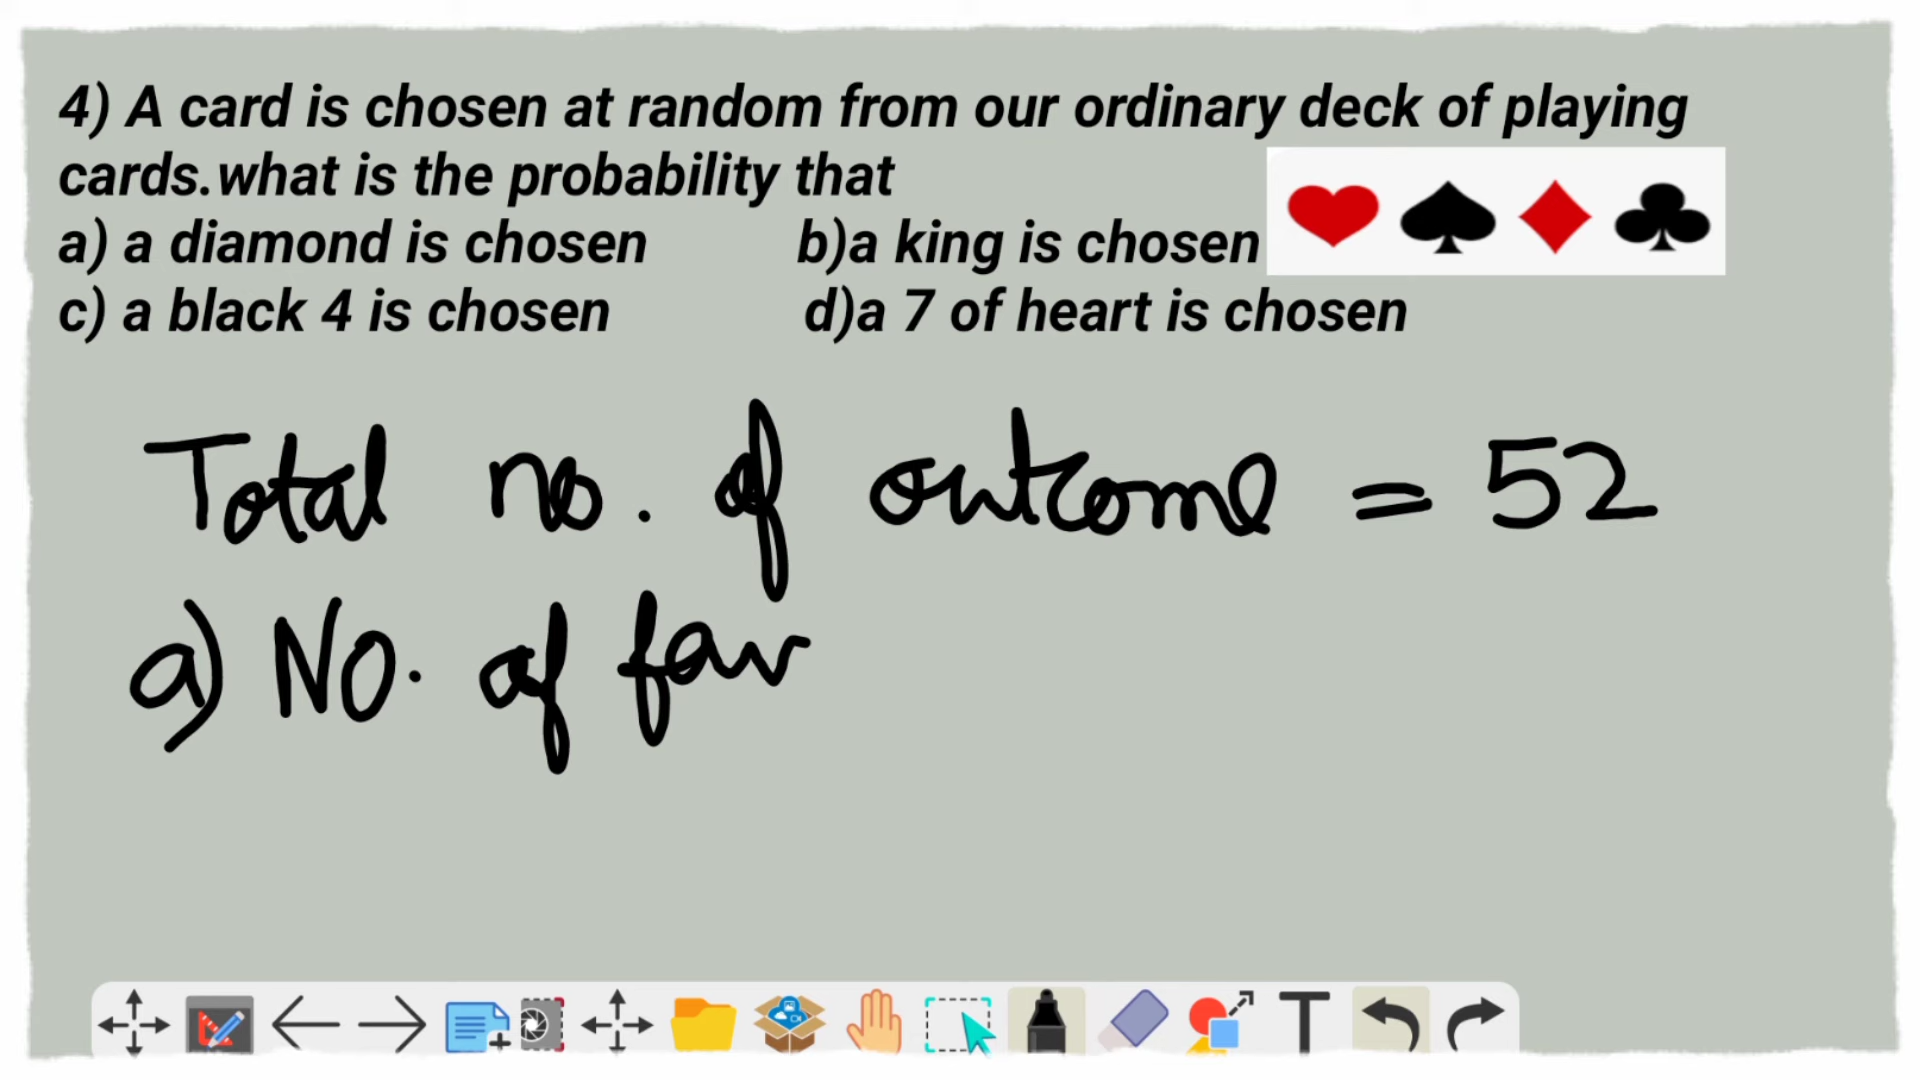 4) A card is chosen at random from our ordinary deck of playing
cards.what is the probability that
a) a diamond is chosen b)a king is chosen
c) a black 4 is chosen d)a 7 of heart is chosen
Total no. of outcome = 52
a) No. of fav
T